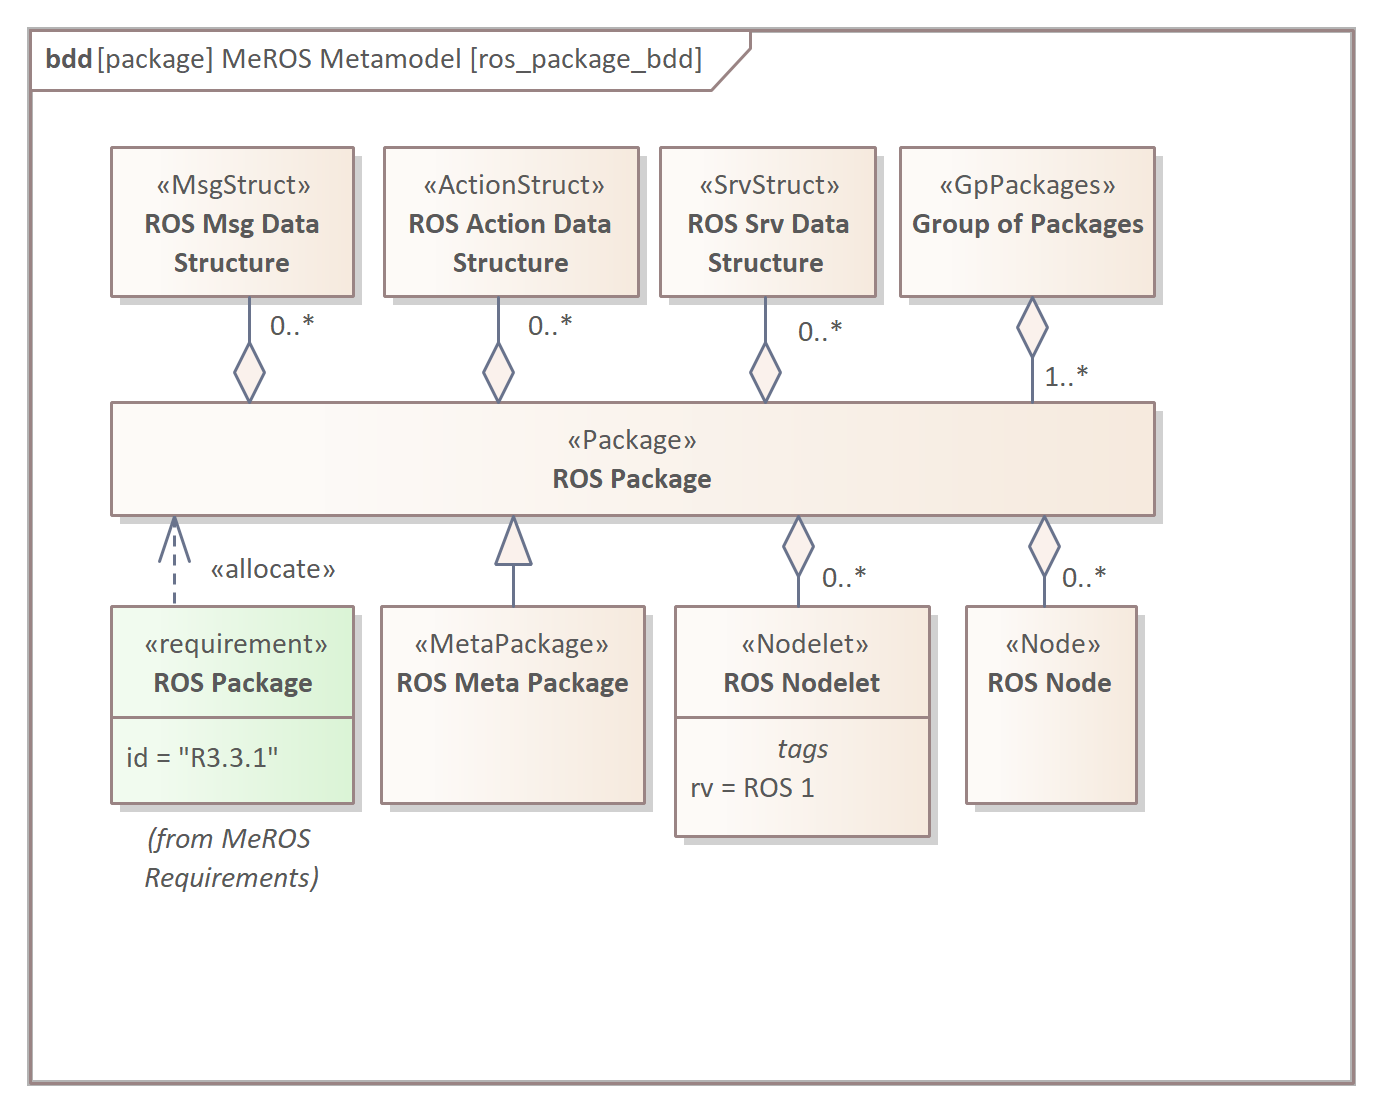 bdd [package] MeROS Metamodel [ros_package_bdd]
«MsgStruct»
ROS Msg Data
Structure
«ActionStruct»
ROS Action Data
Structure
«SrvStruct»
ROS Srv Data
Structure
«GpPackages»
Group of Packages
0..*
0..*
0..*
1..*
«Package»
ROS Package
«allocate»
0..*
0..*
«requirement»
ROS Package
id = "R3.3.1"
(from MeROS
Requirements)
«MetaPackage»
ROS Meta Package
«Nodelet»
ROS Nodelet
tags
rv = ROS 1
«Node»
ROS Node